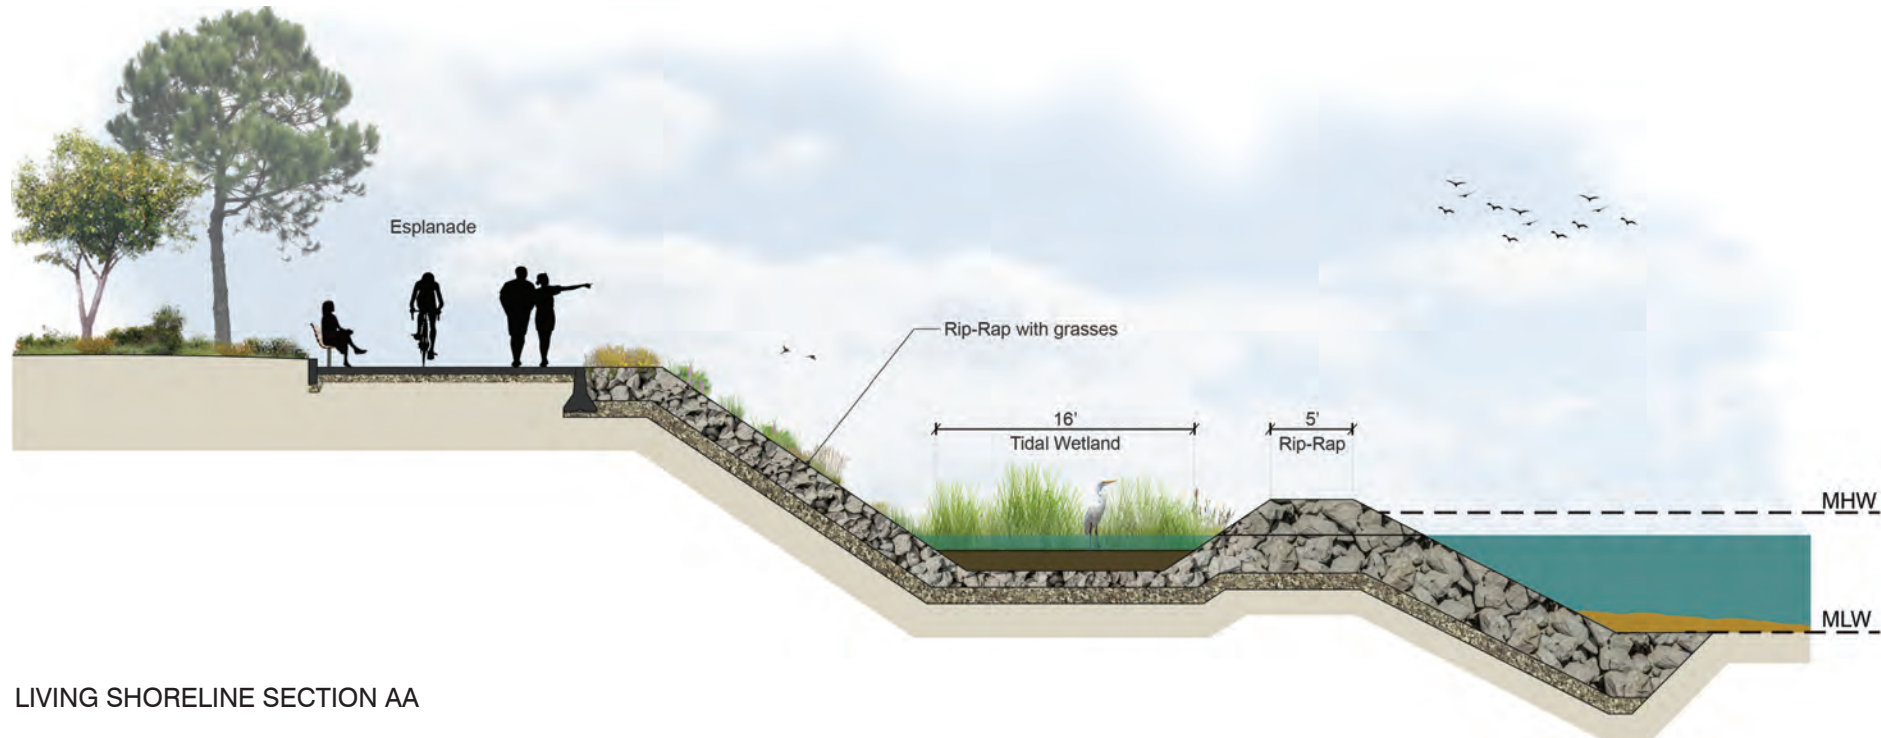 Esplanade
Rip-Rap with grasses
16'
Tidal Wetland
5'
Rip-Rap
MHW
MLW
LIVING SHORELINE SECTION AA